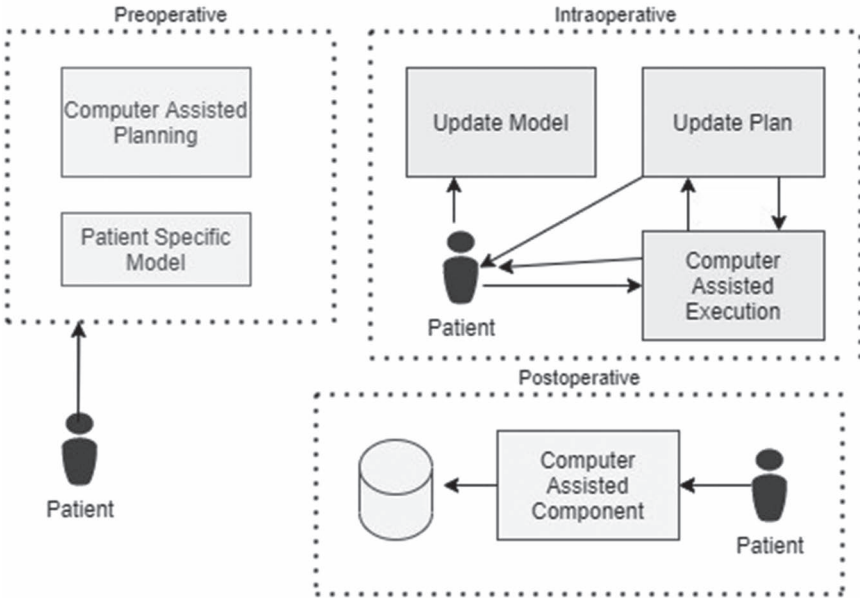 Preoperative
Computer Assisted
Planning
Patient Specific
Model
Patient
Intraoperative
Update Model
Update Plan
Computer
Assisted
Execution
Patient
Postoperative
Computer
Assisted
Component
Patient